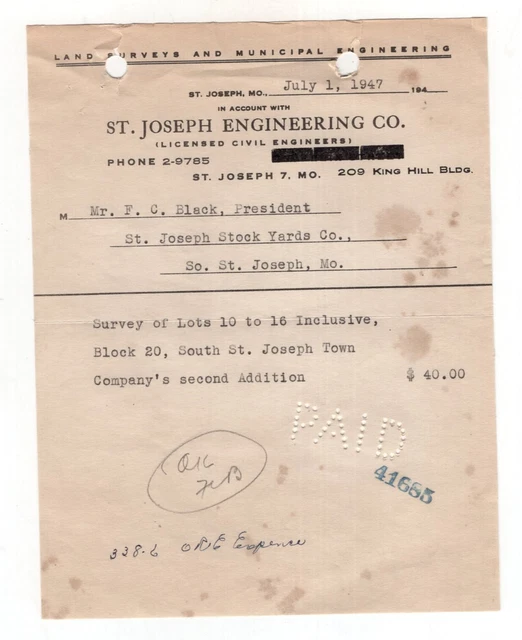 LAND SURVEYS AND MUNICIPAL ENGINEERING
ST. JOSEPH, MO., July 1, 1947 194
IN ACCOUNT WITH
ST. JOSEPH ENGINEERING CO.
(LICENSED CIVIL ENGINEERS)
PHONE 2-9785
ST. JOSEPH 7, MO. 209 KING HILL BLDG.
M Mr. F. C. Black, President
St. Joseph Stock Yards Co.,
So. St. Joseph, Mo.
Survey of Lots 10 to 16 Inclusive,
Block 20, South St. Joseph Town
Company's second Addition $ 40.00
PAID
41685
OK
FCB
338-6 ORE Expence